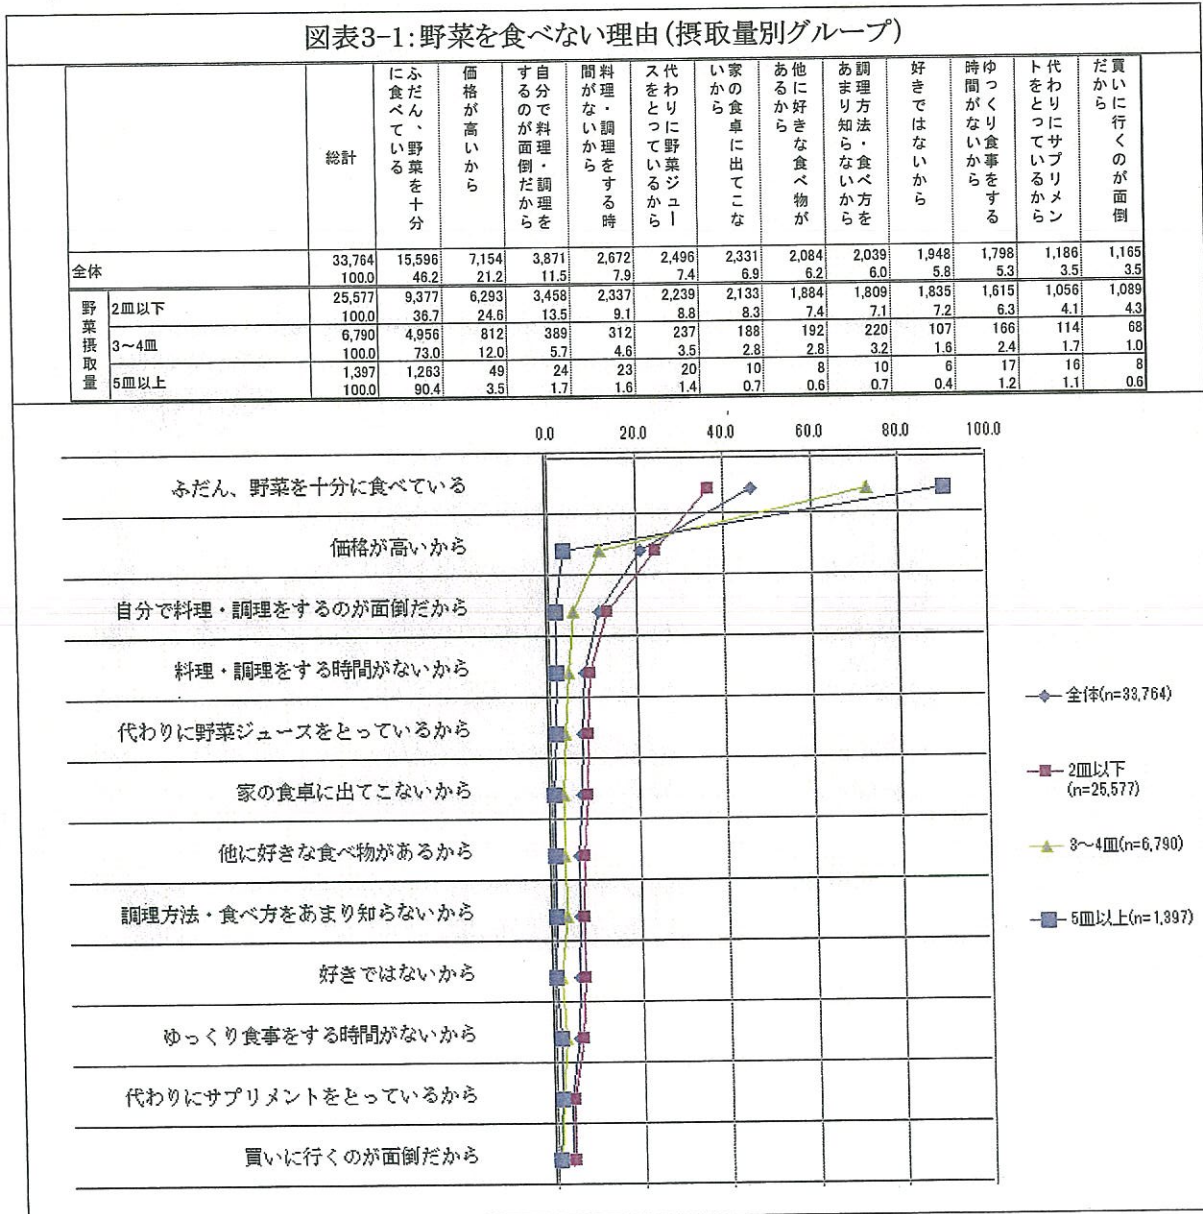 図表3-1:野菜を食べない理由(摂取量別グループ)
総計
ふだん、野菜を十分
に食べている
価格が高いから
自分で料理・調理を
するのが面倒だから
料理・調理をする時
間がないから
代わりに野菜ジュー
スをとっているから
家の食卓に出てこな
いから
他に好きな食べ物が
あるから
調理方法・食べ方を
あまり知らないから
好きではないから
ゆっくり食事をする
時間がないから
代わりにサプリメン
トをとっているから
買いに行くのが面倒
だから
全体
33,764 15,596 7,154 3,871 2,672 2,496 2,331 2,084 2,039 1,948 1,798 1,186 1,165
100.0 46.2 21.2 11.5 7.9 7.4 6.9 6.2 6.0 5.8 5.3 3.5 3.5
野菜摂取量
2皿以下
25,577 9,377 6,293 3,458 2,337 2,239 2,133 1,884 1,809 1,835 1,615 1,056 1,089
100.0 36.7 24.6 13.5 9.1 8.8 8.3 7.4 7.1 7.2 6.3 4.1 4.3
3～4皿
6,790 4,956 812 389 312 237 188 192 220 107 166 114 68
100.0 73.0 12.0 5.7 4.6 3.5 2.8 2.8 3.2 1.6 2.4 1.7 1.0
5皿以上
1,397 1,263 49 24 23 20 10 8 10 6 17 16 8
100.0 90.4 3.5 1.7 1.6 1.4 0.7 0.6 0.7 0.4 1.2 1.1 0.6
0.0 20.0 40.0 60.0 80.0 100.0
ふだん、野菜を十分に食べている
価格が高いから
自分で料理・調理をするのが面倒だから
料理・調理をする時間がないから
代わりに野菜ジュースをとっているから
家の食卓に出てこないから
他に好きな食べ物があるから
調理方法・食べ方をあまり知らないから
好きではないから
ゆっくり食事をする時間がないから
代わりにサプリメントをとっているから
買いに行くのが面倒だから
全体(n=33,764)
2皿以下
(n=25,577)
3～4皿(n=6,790)
5皿以上(n=1,397)